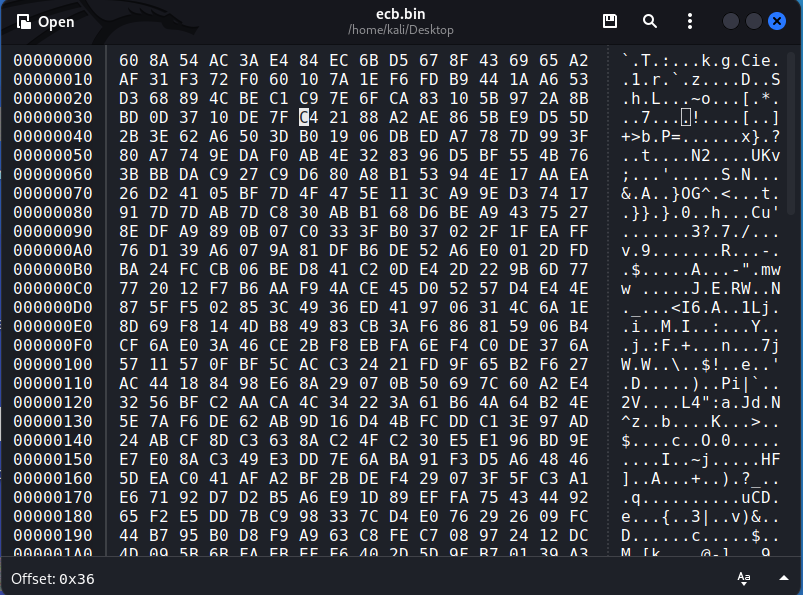 Open
ecb.bin
/home/kali/Desktop
00000000 60 8A 54 AC 3A E4 84 EC 6B D5 67 8F 43 69 65 A2 `.T.:...k.g.Cie.
00000010 AF 31 F3 72 F0 60 10 7A 1E F6 FD B9 44 1A A6 53 .1.r.`.z....D..S
00000020 D3 68 89 4C BE C1 C9 7E 6F CA 83 10 5B 97 2A 8B .h.L...~o...[.*.
00000030 BD 0D 37 10 DE 7F C4 21 88 A2 AE 86 5B E9 D5 5D ..7....!....[..]
00000040 2B 3E 62 A6 50 3D B0 19 06 DB ED A7 78 7D 99 3F +>b.P=......x}.?
00000050 80 A7 74 9E DA F0 AB 4E 32 83 96 D5 BF 55 4B 76 ..t....N2....UKv
00000060 3B BB DA C9 27 C9 D6 80 A8 B1 53 94 4E 17 AA EA ;...'.....S.N...
00000070 26 D2 41 05 BF 7D 4F 47 5E 11 3C A9 9E D3 74 17 &.A..}OG^.<...t.
00000080 91 7D 7D AB 7D C8 30 AB B1 68 D6 BE A9 43 75 27 .}}.}.0..h...Cu'
00000090 8E DF A9 89 0B 07 C0 33 3F B0 37 02 2F 1F EA FF .......3?.7./...
000000A0 76 D1 39 A6 07 9A 81 DF B6 DE 52 A6 E0 01 2D FD v.9.......R...-.
000000B0 BA 24 FC CB 06 BE D8 41 C2 0D E4 2D 22 9B 6D 77 .$.....A...-".mw
000000C0 77 20 12 F7 B6 AA F9 4A CE 45 D0 52 57 D4 E4 4E w .....J.E.RW..N
000000D0 87 5F F5 02 85 3C 49 36 ED 41 97 06 31 4C 6A 1E ._...<I6.A..1Lj.
000000E0 8D 69 F8 14 4D B8 49 83 CB 3A F6 86 81 59 06 B4 .i..M.I..:...Y..
000000F0 CF 6A E0 3A 46 CE 2B F8 EB FA 6E F4 C0 DE 37 6A .j.:F.+...n...7j
00000100 57 11 57 0F BF 5C AC C3 24 21 FD 9F 65 B2 F6 27 W.W..\..$!..e..'
00000110 AC 44 18 84 98 E6 8A 29 07 0B 50 69 7C 60 A2 E4 .D.....)..Pi|`..
00000120 32 56 BF C2 AA CA 4C 34 22 3A 61 B6 4A 64 B2 4E 2V....L4":a.Jd.N
00000130 5E 7A F6 DE 62 AB 9D 16 D4 4B FC DD C1 3E 97 AD ^z..b....K...>..
00000140 24 AB CF 8D C3 63 8A C2 4F C2 30 E5 E1 96 BD 9E $....c..O.0.....
00000150 E7 E0 8A C3 49 E3 DD 7E 6A BA 91 F3 D5 A6 48 46 ....I..~j.....HF
00000160 5D EA C0 41 AF A2 BF 2B DE F4 29 07 3F 5F C3 A1 ]..A...+..).?_..
00000170 E6 71 92 D7 D2 B5 A6 E9 1D 89 EF FA 75 43 44 92 .q..........uCD.
00000180 65 F2 E5 DD 7B C9 98 33 7C D4 E0 76 29 26 09 FC e...{..3|..v)&..
00000190 44 B7 95 B0 D8 F9 A9 63 C8 FE C7 08 97 24 12 DC D......c.....$..
Offset: 0x36